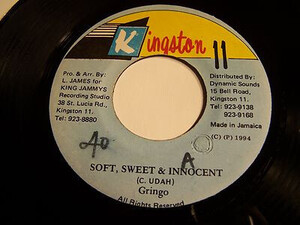 Kingston 11
Pro. & Arr. By:
L. JAMES for
KING JAMMYS
Recording Studio
38 St. Lucia Rd.,
Kingston 11.
Tel: 923-8880
Distributed By:
Dynamic Sounds
15 Bell Road,
Kingston 11.
Tel: 923-9138
923-9168
Made in Jamaica
40
A
(C) (P) 1994
SOFT, SWEET & INNOCENT
(C. UDAH)
Gringo
All Rights Reserved